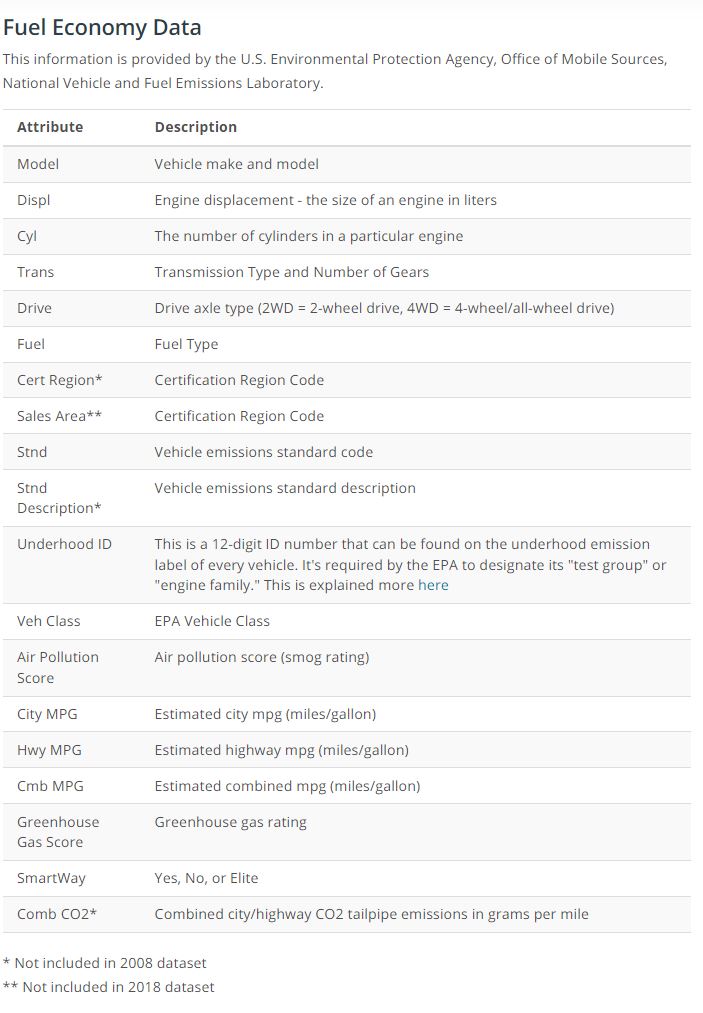 Fuel Economy Data
This information is provided by the U.S. Environmental Protection Agency, Office of Mobile Sources,
National Vehicle and Fuel Emissions Laboratory.
Attribute Description
Model Vehicle make and model
Displ Engine displacement - the size of an engine in liters
Cyl The number of cylinders in a particular engine
Trans Transmission Type and Number of Gears
Drive Drive axle type (2WD = 2-wheel drive, 4WD = 4-wheel/all-wheel drive)
Fuel Fuel Type
Cert Region* Certification Region Code
Sales Area** Certification Region Code
Stnd Vehicle emissions standard code
Stnd Vehicle emissions standard description
Description*
Underhood ID This is a 12-digit ID number that can be found on the underhood emission
label of every vehicle. It's required by the EPA to designate its "test group" or
"engine family." This is explained more here
Veh Class EPA Vehicle Class
Air Pollution Air pollution score (smog rating)
Score
City MPG Estimated city mpg (miles/gallon)
Hwy MPG Estimated highway mpg (miles/gallon)
Cmb MPG Estimated combined mpg (miles/gallon)
Greenhouse Greenhouse gas rating
Gas Score
SmartWay Yes, No, or Elite
Comb CO2* Combined city/highway CO2 tailpipe emissions in grams per mile
* Not included in 2008 dataset
** Not included in 2018 dataset